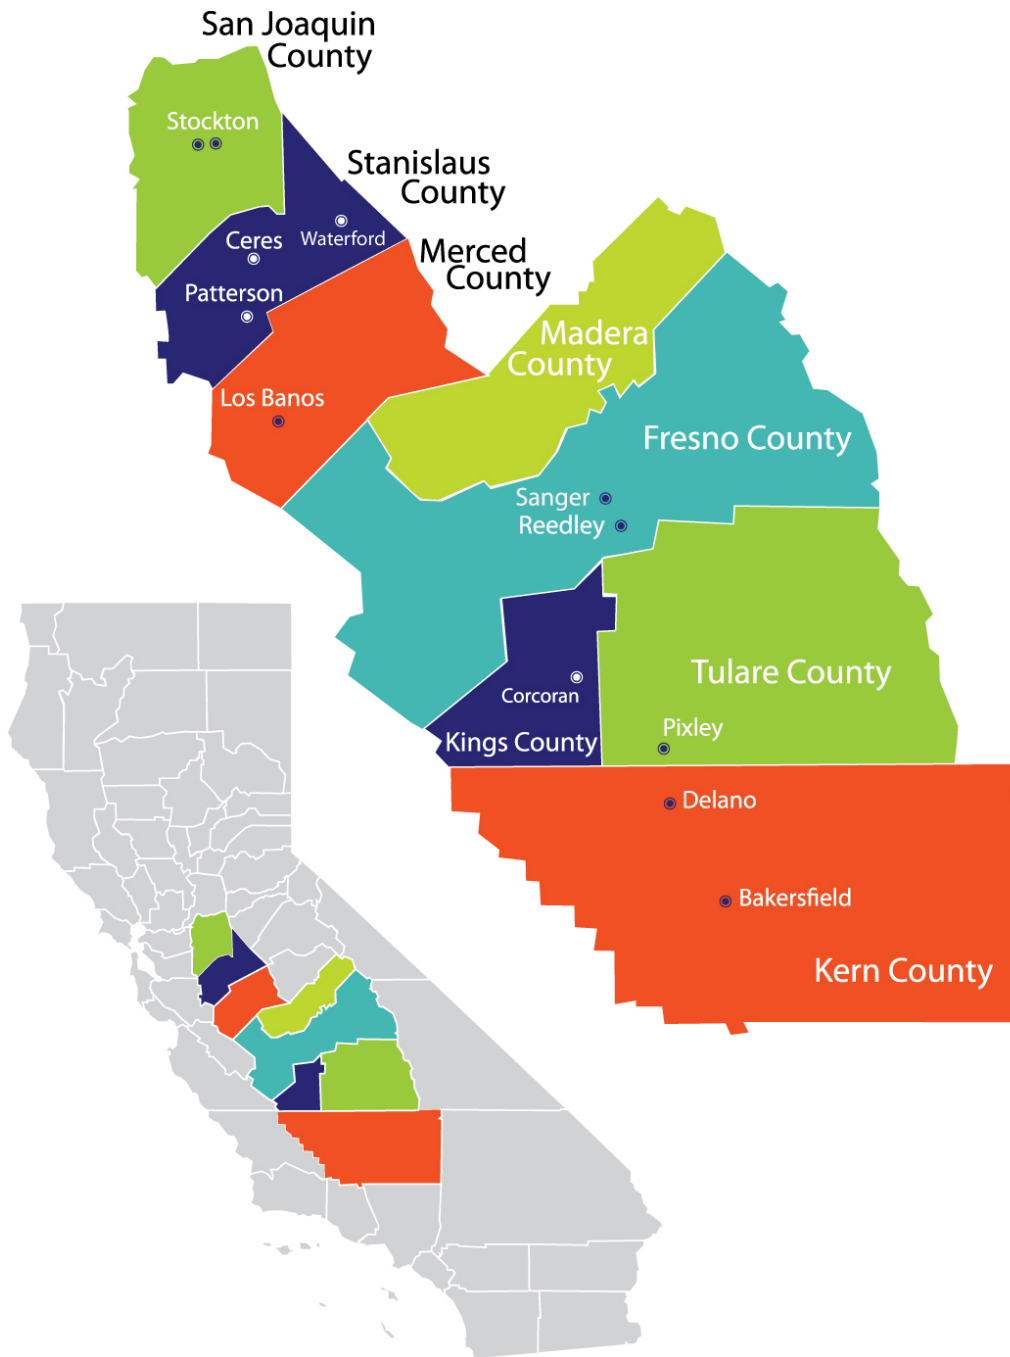 San Joaquin
County
Stockton
Stanislaus
County
Waterford
Ceres
Merced
County
Patterson
Madera
County
Los Banos
Fresno County
Sanger
Reedley
Tulare County
Corcoran
Pixley
Kings County
Delano
Bakersfield
Kern County